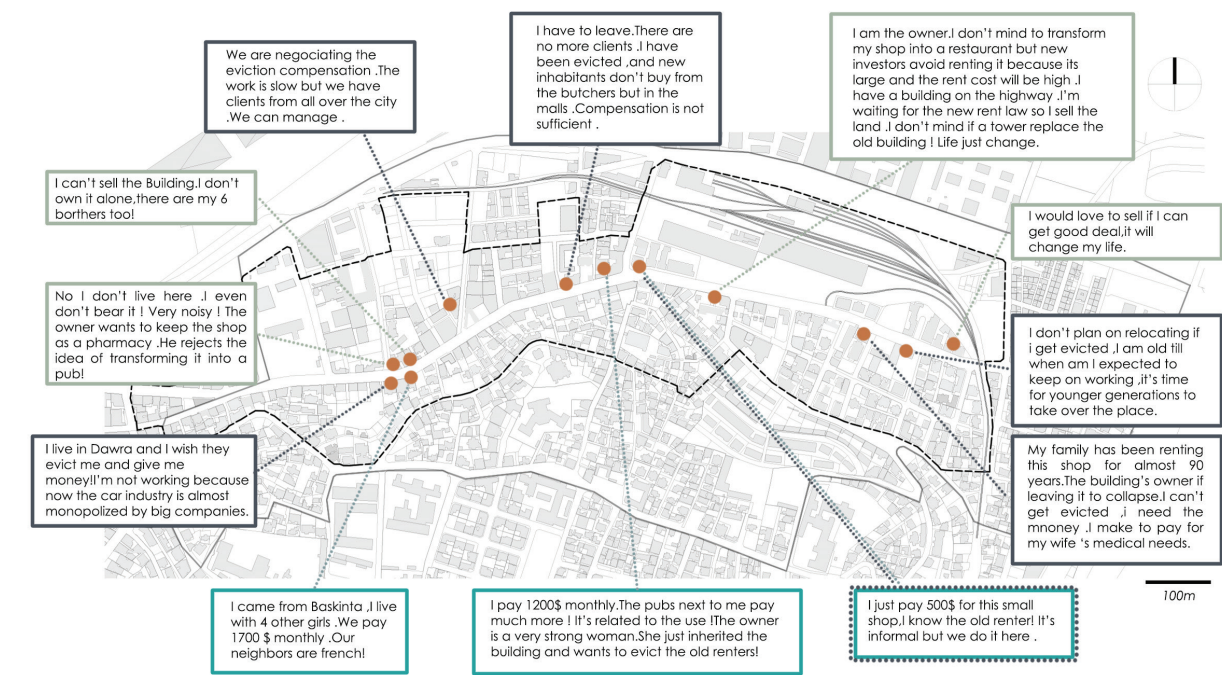 We are negociating the
eviction compensation .The
work is slow but we have
clients from all over the city
.We can manage .
I have to leave.There are
no more clients .I have
been evicted ,and new
inhabitants don't buy from
the butchers but in the
malls .Compensation is not
sufficient .
I am the owner.I don't mind to transform
my shop into a restaurant but new
investors avoid renting it because its
large and the rent cost will be high .I
have a building on the highway .I'm
waiting for the new rent law so I sell the
land .I don't mind if a tower replace the
old building ! Life just change.
I can't sell the Building.I don't
own it alone,there are my 6
borthers too!
I would love to sell if I can
get good deal,it will
change my life.
No I don't live here .I even
don't bear it ! Very noisy ! The
owner wants to keep the shop
as a pharmacy .He rejects the
idea of transforming it into a
pub!
I don't plan on relocating if
i get evicted ,I am old till
when am I expected to
keep on working ,it's time
for younger generations to
take over the place.
I live in Dawra and I wish they
evict me and give me
money!I'm not working because
now the car industry is almost
monopolized by big companies.
My family has been renting
this shop for almost 90
years.The building's owner if
leaving it to collapse.I can't
get evicted ,i need the
mnoney .I make to pay for
my wife 's medical needs.
100m
I came from Baskinta ,I live
with 4 other girls .We pay
1700 $ monthly .Our
neighbors are french!
I pay 1200$ monthly.The pubs next to me pay
much more ! It's related to the use !The owner
is a very strong woman.She just inherited the
building and wants to evict the old renters!
I just pay 500$ for this small
shop,I know the old renter! It's
informal but we do it here .